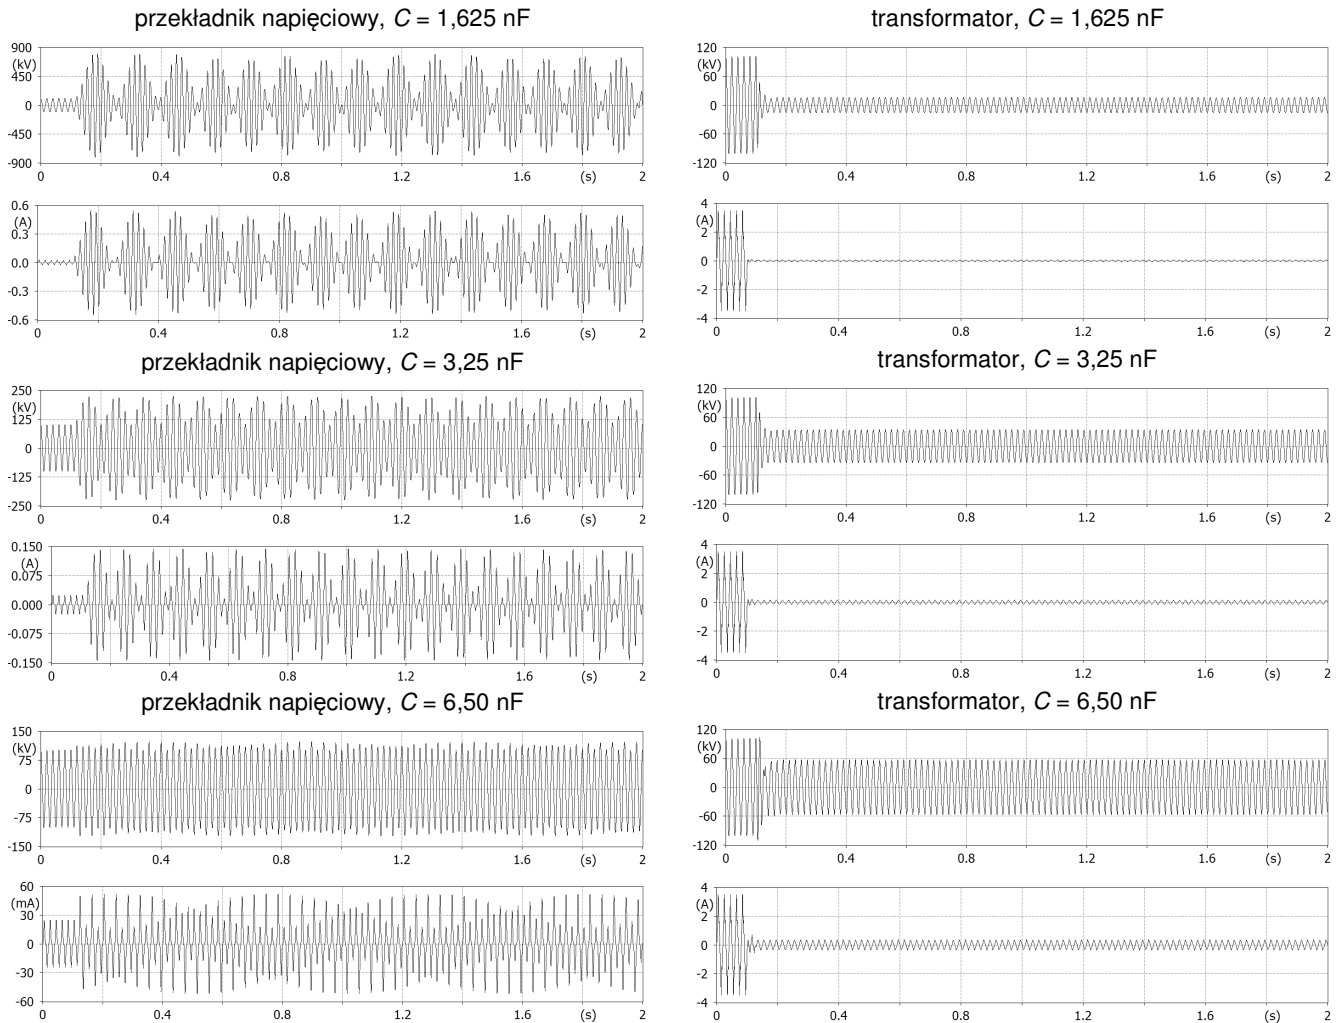 przekładnik napięciowy, C = 1,625 nF
900
(kV)
450
0
-450
-900
0 0.4 0.8 1.2 1.6 (s) 2
0.6
(A)
0.3
0.0
-0.3
-0.6
0 0.4 0.8 1.2 1.6 (s) 2
transformator, C = 1,625 nF
120
(kV)
60
0
-60
-120
0 0.4 0.8 1.2 1.6 (s) 2
4
(A)
2
0
-2
-4
0 0.4 0.8 1.2 1.6 (s) 2
przekładnik napięciowy, C = 3,25 nF
250
(kV)
125
0
-125
-250
0 0.4 0.8 1.2 1.6 (s) 2
0.150
(A)
0.075
0.000
-0.075
-0.150
0 0.4 0.8 1.2 1.6 (s) 2
transformator, C = 3,25 nF
120
(kV)
60
0
-60
-120
0 0.4 0.8 1.2 1.6 (s) 2
4
(A)
2
0
-2
-4
0 0.4 0.8 1.2 1.6 (s) 2
przekładnik napięciowy, C = 6,50 nF
150
(kV)
75
0
-75
-150
0 0.4 0.8 1.2 1.6 (s) 2
60
(mA)
30
0
-30
-60
0 0.4 0.8 1.2 1.6 (s) 2
transformator, C = 6,50 nF
120
(kV)
60
0
-60
-120
0 0.4 0.8 1.2 1.6 (s) 2
4
(A)
2
0
-2
-4
0 0.4 0.8 1.2 1.6 (s) 2